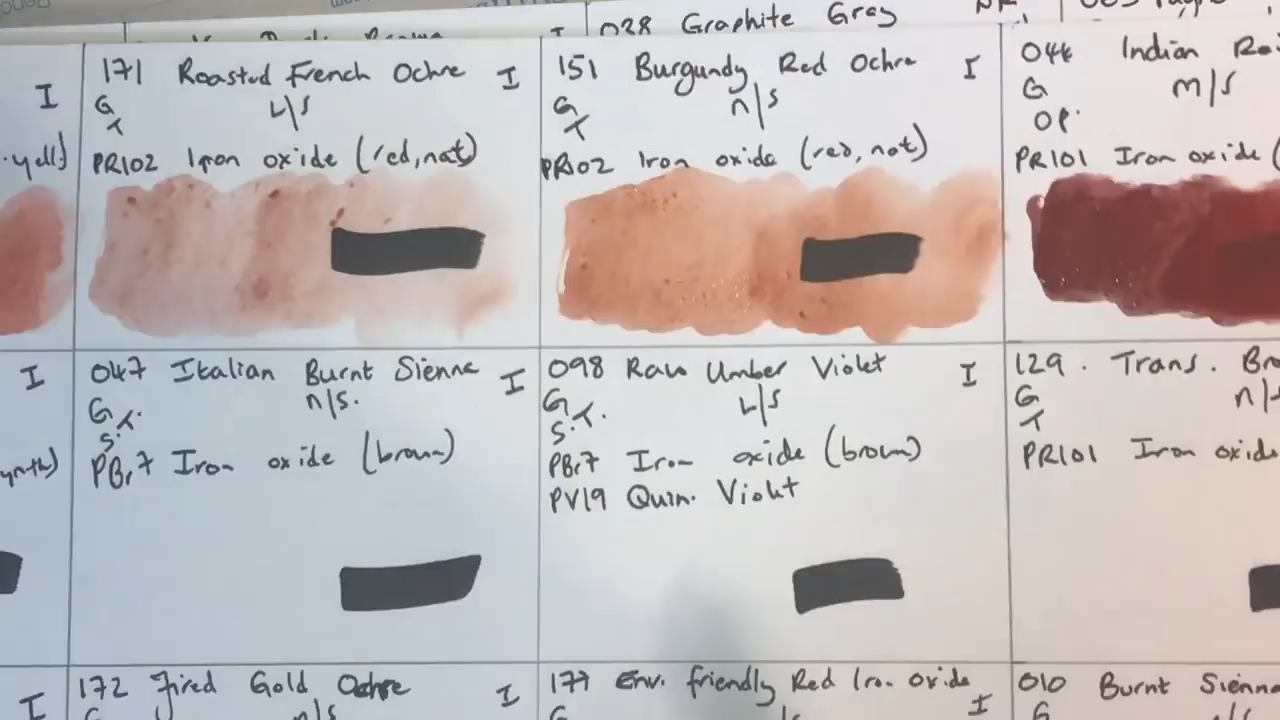 028 Graphite Gray
I
171 Roasted French Ochre I
G L/S
T
PR102 Iron oxide (red, nat)
151 Burgundy Red Ochre I
G n/s
T
PR102 Iron oxide (red, nat)
044 Indian
G m/s
OP.
PR101 Iron oxide (
I
047 Italian Burnt Sienna I
G T. n/s.
S.
PBr7 Iron oxide (brown)
098 Raw Umber Violet I
G T. L/S
S.
PBr7 Iron oxide (brown)
PV19 Quin. Violet
129. Trans.
G
T
PR101 Iron oxide
I
172 Fired Gold Ochre I
G n/s
177 Env. friendly Red Iron oxide I
G
010 Burnt Sienna
G